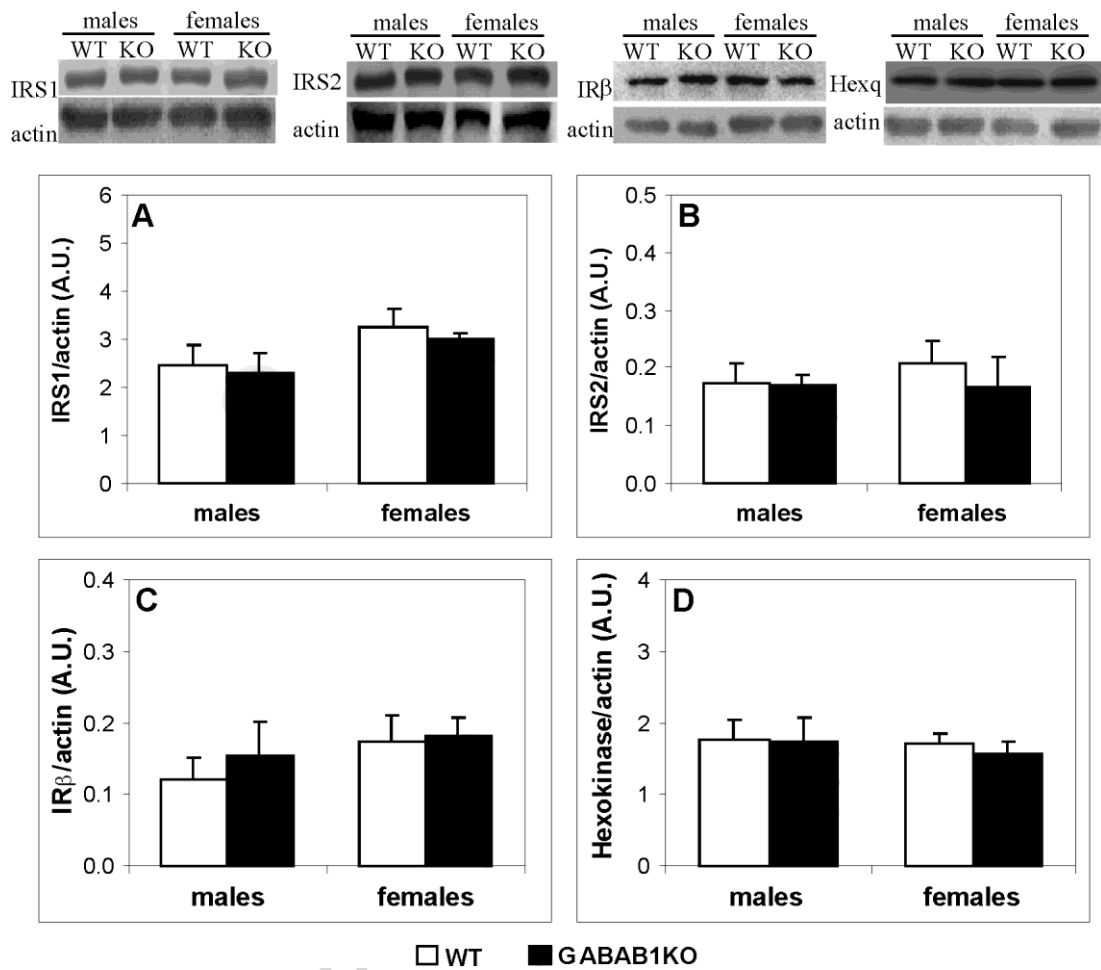 males females males females males females males females
WT KO WT KO WT KO WT KO WT KO WT KO WT KO WT KO
IRS1 IRS2 IRβ Hexq
actin actin actin actin
A
IRS1/actin (A.U.)
6
5
4
3
2
1
0
males females
B
IRS2/actin (A.U.)
0.5
0.4
0.3
0.2
0.1
0.0
males females
C
IRβ/actin (A.U.)
0.4
0.3
0.2
0.1
0.0
males females
D
Hexokinase/actin (A.U.)
4
3
2
1
0
males females
WT GABAB1KO